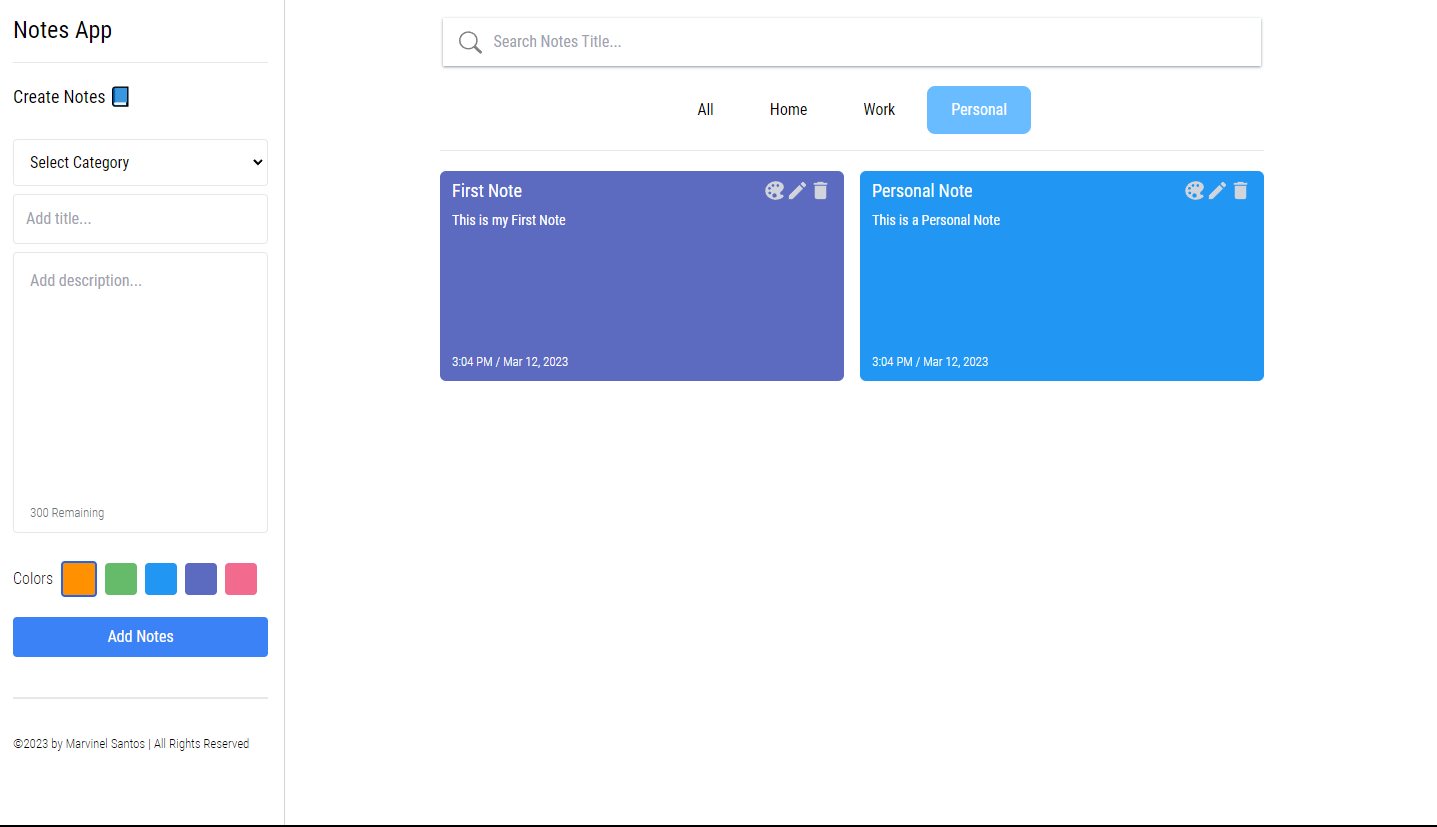 Notes App
Create Notes
Select Category
Add title...
Add description...
300 Remaining
Colors
Add Notes
©2023 by Marvinel Santos | All Rights Reserved
Search Notes Title...
All Home Work Personal
First Note
This is my First Note
3:04 PM / Mar 12, 2023
Personal Note
This is a Personal Note
3:04 PM / Mar 12, 2023